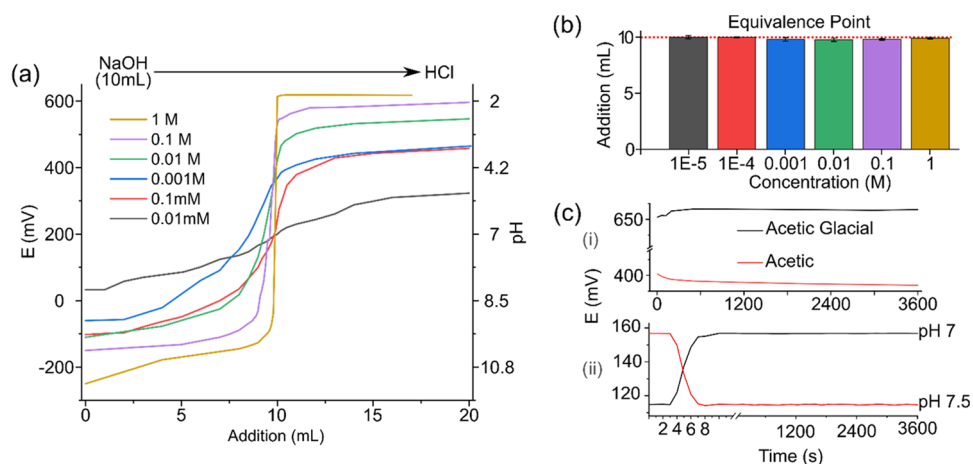 (a)
NaOH
(10mL)
HCl
600
400
200
0
-200
E (mV)
1 M
0.1 M
0.01 M
0.001M
0.1mM
0.01mM
2
4.2
7
8.5
10.8
pH
0
5
10
15
20
Addition (mL)
(b)
Equivalence Point
10
5
0
Addition (mL)
1E-5
1E-4
0.001
0.01
0.1
1
Concentration (M)
(c)
650
(i)
Acetic Glacial
Acetic
400
0
1200
2400
3600
E (mV)
160
140
120
(ii)
pH 7
pH 7.5
2 4 6 8
1200
2400
3600
Time (s)